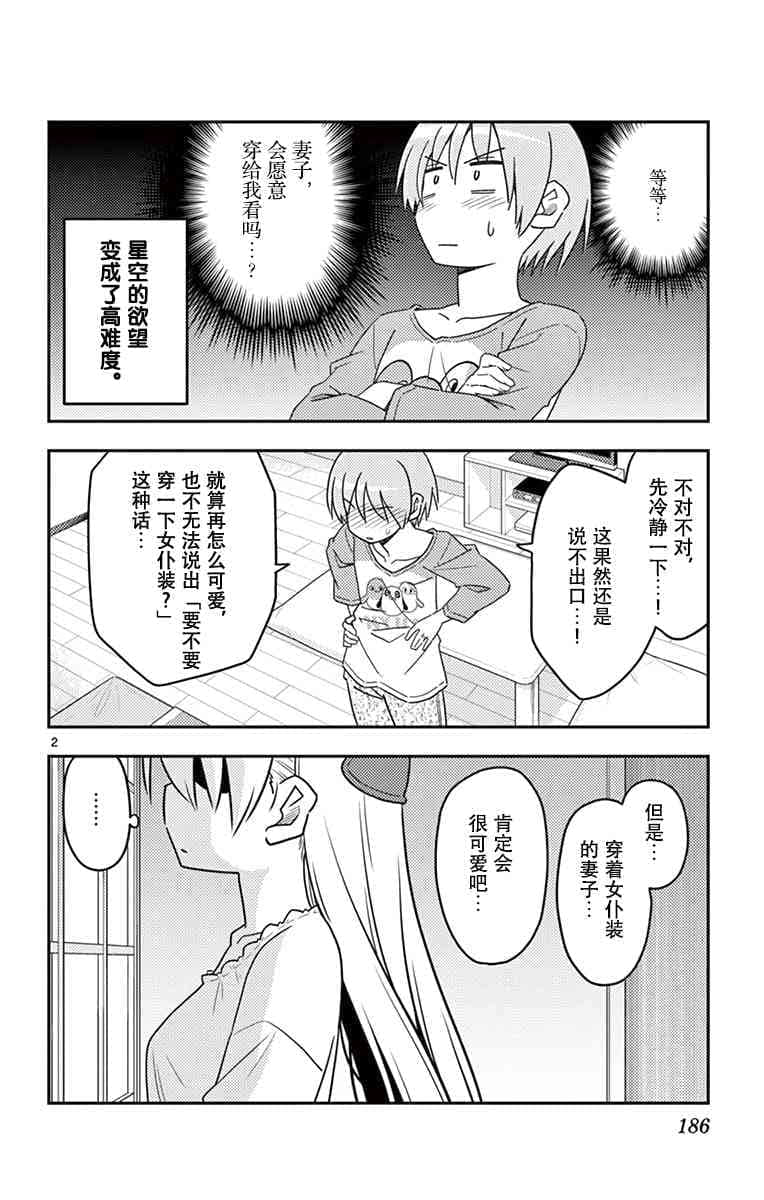 等等…
妻子，
会愿意
穿给我看吗…？
星空的欲望
变成了高难度。
不对不对，
先冷静一下…！
这果然还是
说不出口…！
就算再怎么可爱，
也不无法说出「要不要
穿一下女仆装？」
这种话…
2
但是…
穿着女仆装
的妻子…
肯定会
很可爱吧…
…
186